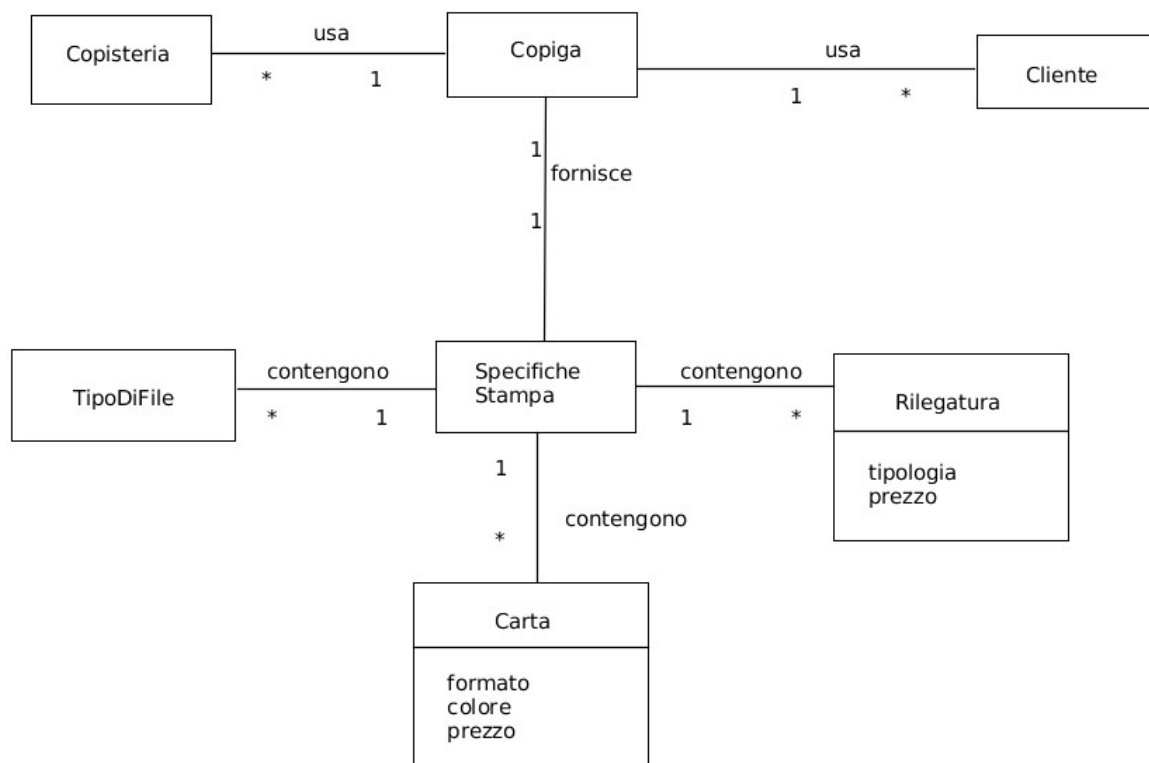 usa
Copisteria
* 1
Copiga
usa
Cliente
1 *
1
fornisce
1
contengono
TipoDiFile
* 1
Specifiche
Stampa
contengono
1 *
Rilegatura
tipologia
prezzo
1
contengono
*
Carta
formato
colore
prezzo